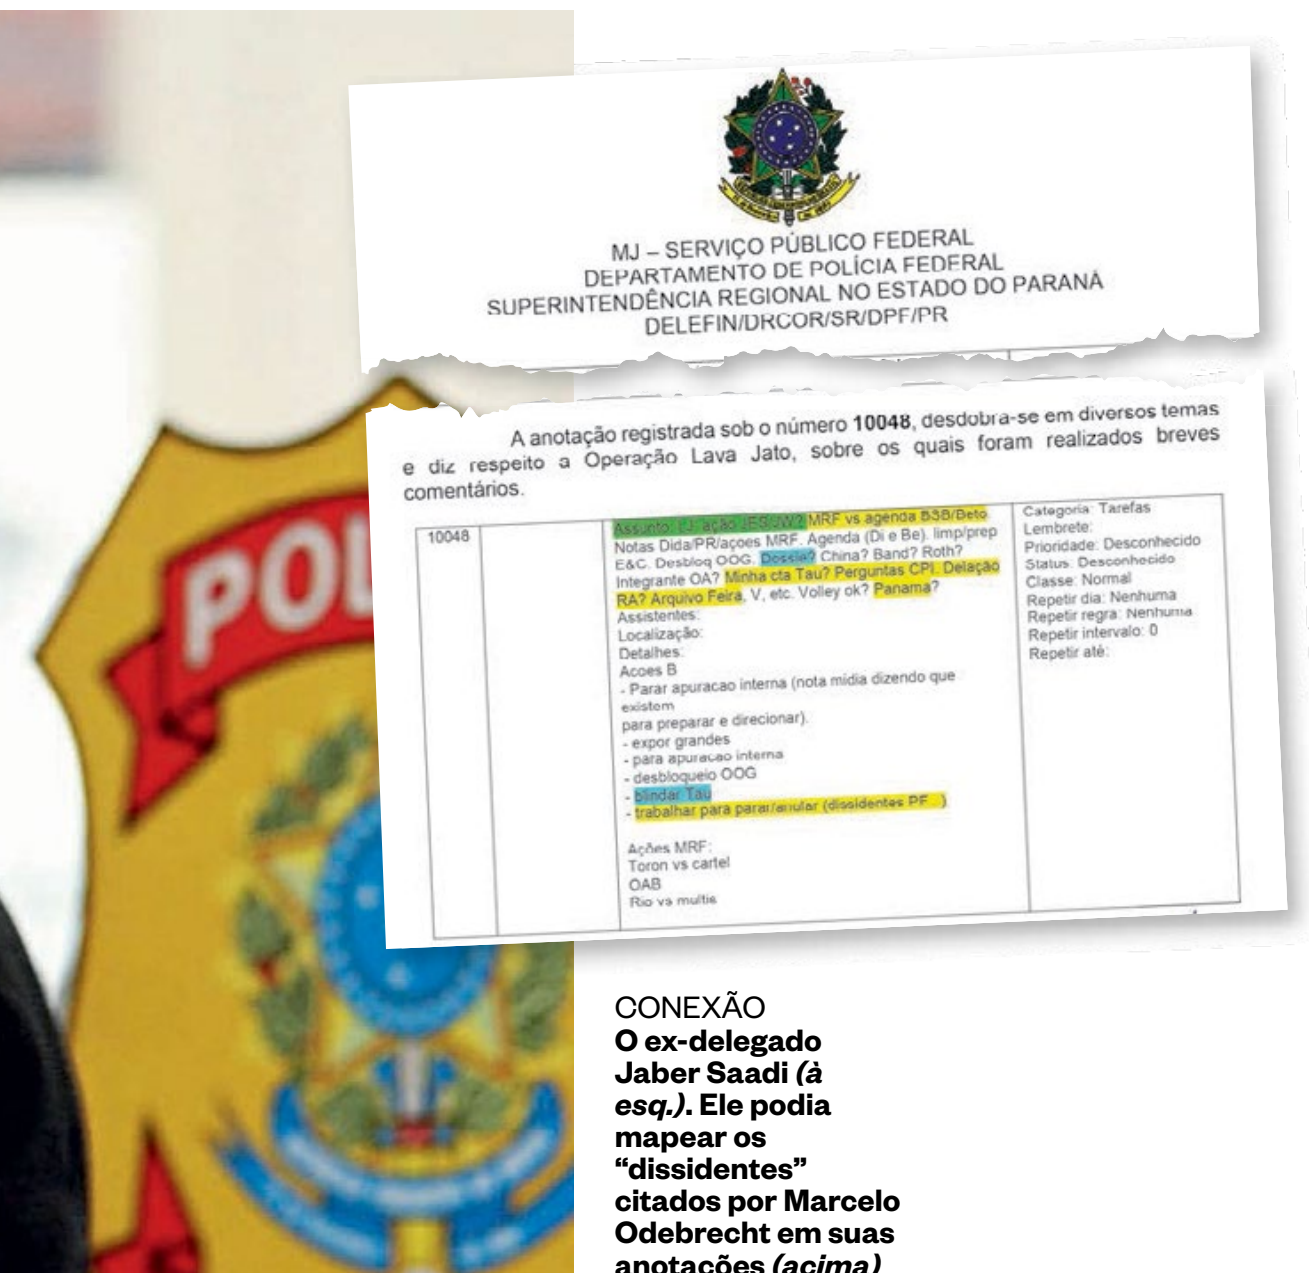 MJ – SERVIÇO PÚBLICO FEDERAL
DEPARTAMENTO DE POLÍCIA FEDERAL
SUPERINTENDÊNCIA REGIONAL NO ESTADO DO PARANÁ
DELEFIN/DRCOR/SR/DPF/PR
POL
A anotação registrada sob o número 10048, desdobra-se em diversos temas
e diz respeito a Operação Lava Jato, sobre os quais foram realizados breves
comentários.
10048
Assunto: LJ: ação JES/JW? MRF vs agenda BSB/Beto.
Notas Dida/PR/açoes MRF. Agenda (Di e Be). limp/prep
E&C. Desbloq OOG. Dossie? China? Band? Roth?
Integrante OA? Minha cta Tau? Perguntas CPI. Delação
RA? Arquivo Feira, V, etc. Volley ok? Panama?
Assistentes:
Localização:
Detalhes:
Acoes B
- Parar apuracao interna (nota midia dizendo que
existem
para preparar e direcionar).
- expor grandes
- para apuracao interna
- desbloqueio OOG
- blindar Tau
- trabalhar para parar/anular (dissidentes PF...)
Ações MRF:
Toron vs cartel
OAB
Rio vs multis
Categoria: Tarefas
Lembrete:
Prioridade: Desconhecido
Status: Desconhecido
Classe: Normal
Repetir dia: Nenhuma
Repetir regra: Nenhuma
Repetir intervalo: 0
Repetir até:
CONEXÃO
O ex-delegado
Jaber Saadi (à
esq.). Ele podia
mapear os
“dissidentes”
citados por Marcelo
Odebrecht em suas
anotações (acima)